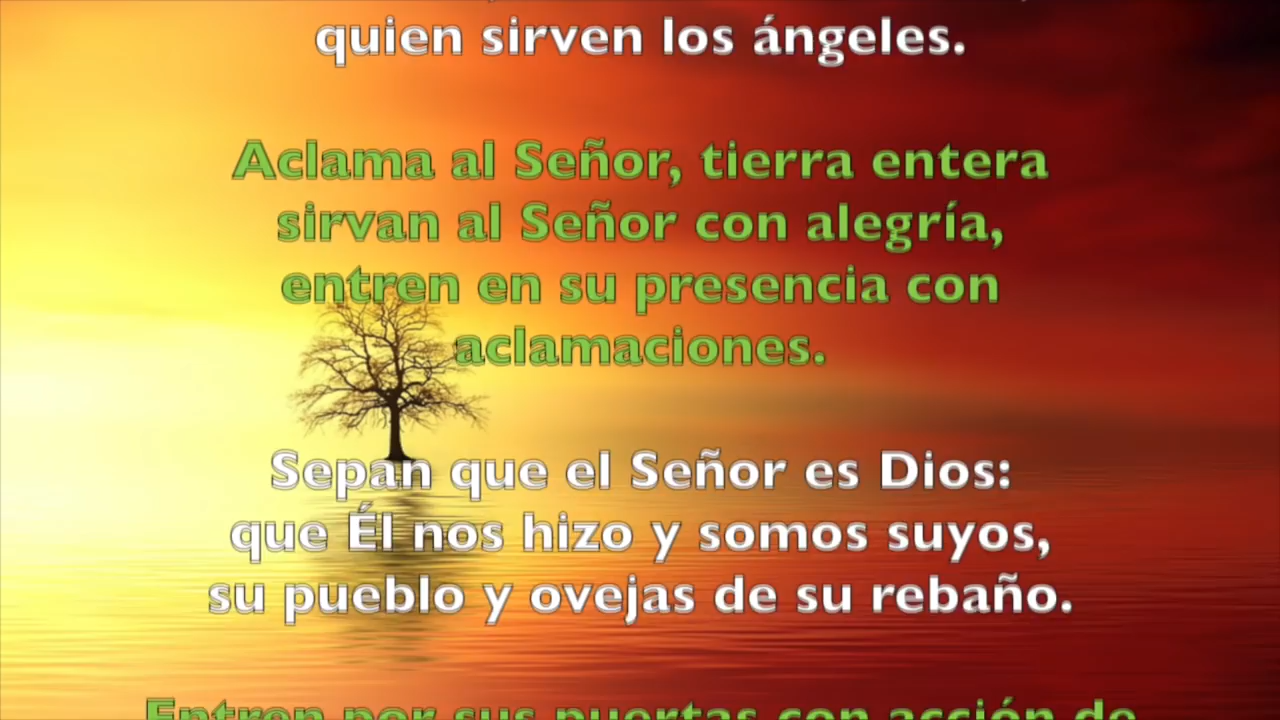 quien sirven los ángeles.
Aclama al Señor, tierra entera
sirvan al Señor con alegría,
entren en su presencia con
aclamaciones.
Sepan que el Señor es Dios:
que Él nos hizo y somos suyos,
su pueblo y ovejas de su rebaño.
Entren por sus puertas con acción de